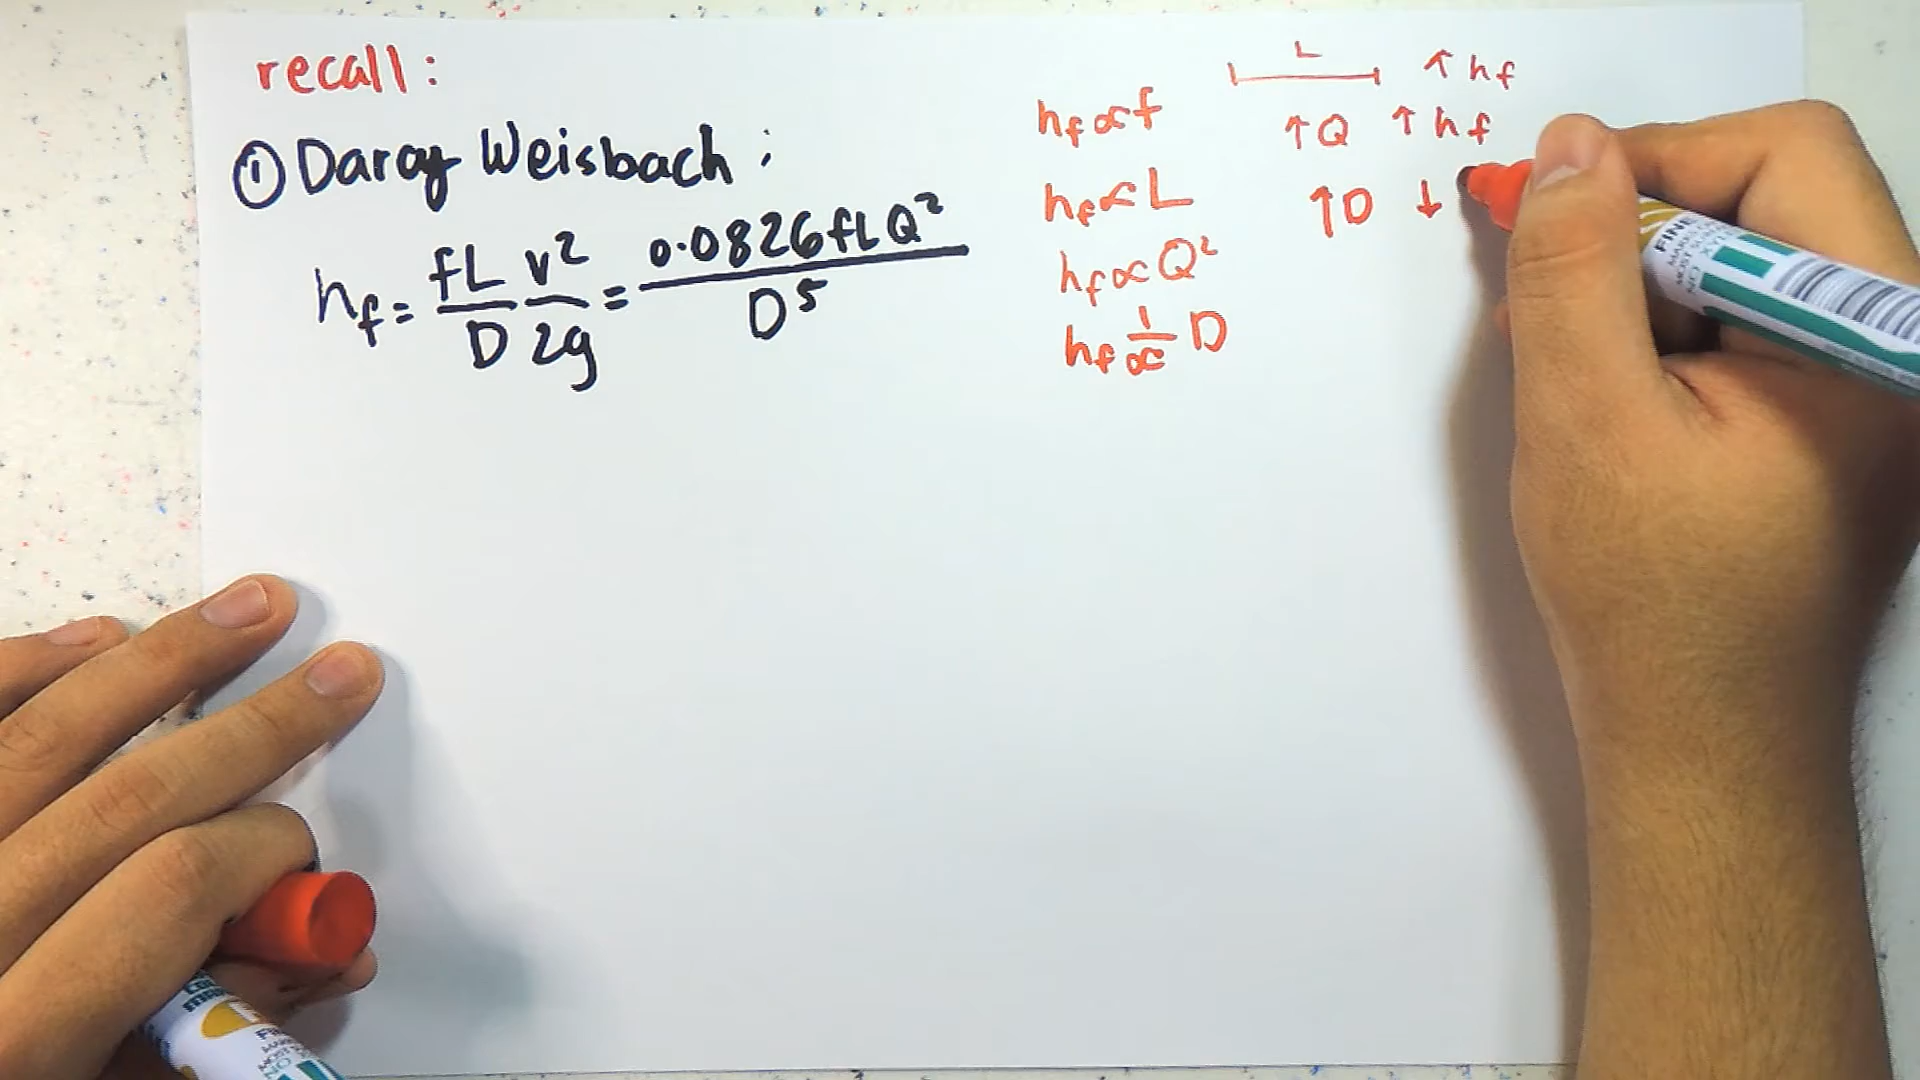 recall:
① Darcy Weisbach :
hf = fL/D v²/2g = 0.0826fLQ²/D⁵
hf ∝ f
hf ∝ L
hf ∝ Q²
hf 1/∝ D
L ↑ hf
↑ Q ↑ hf
↑ D ↓
FINE